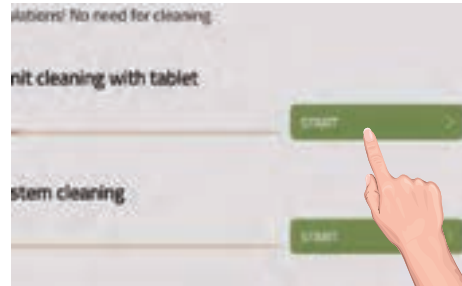 ulations! No need for cleaning
nit cleaning with tablet
START
stem cleaning
START